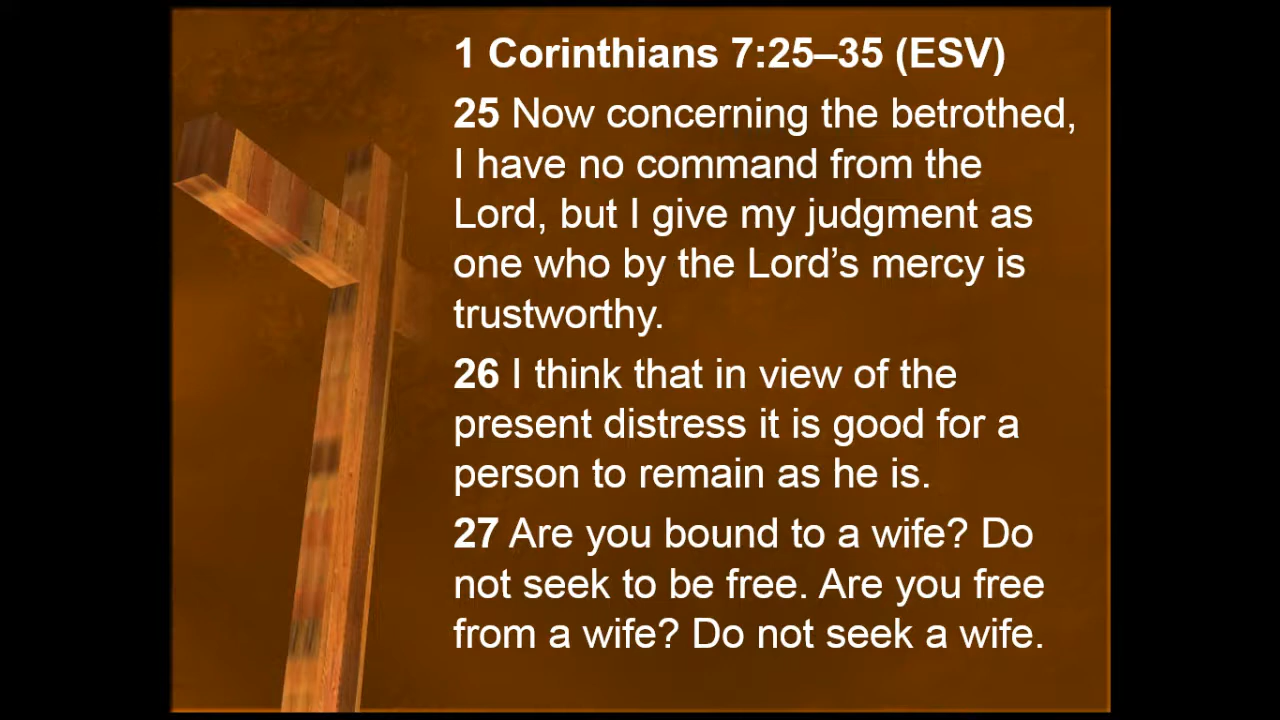 1 Corinthians 7:25–35 (ESV)
25 Now concerning the betrothed,
I have no command from the
Lord, but I give my judgment as
one who by the Lord’s mercy is
trustworthy.
26 I think that in view of the
present distress it is good for a
person to remain as he is.
27 Are you bound to a wife? Do
not seek to be free. Are you free
from a wife? Do not seek a wife.